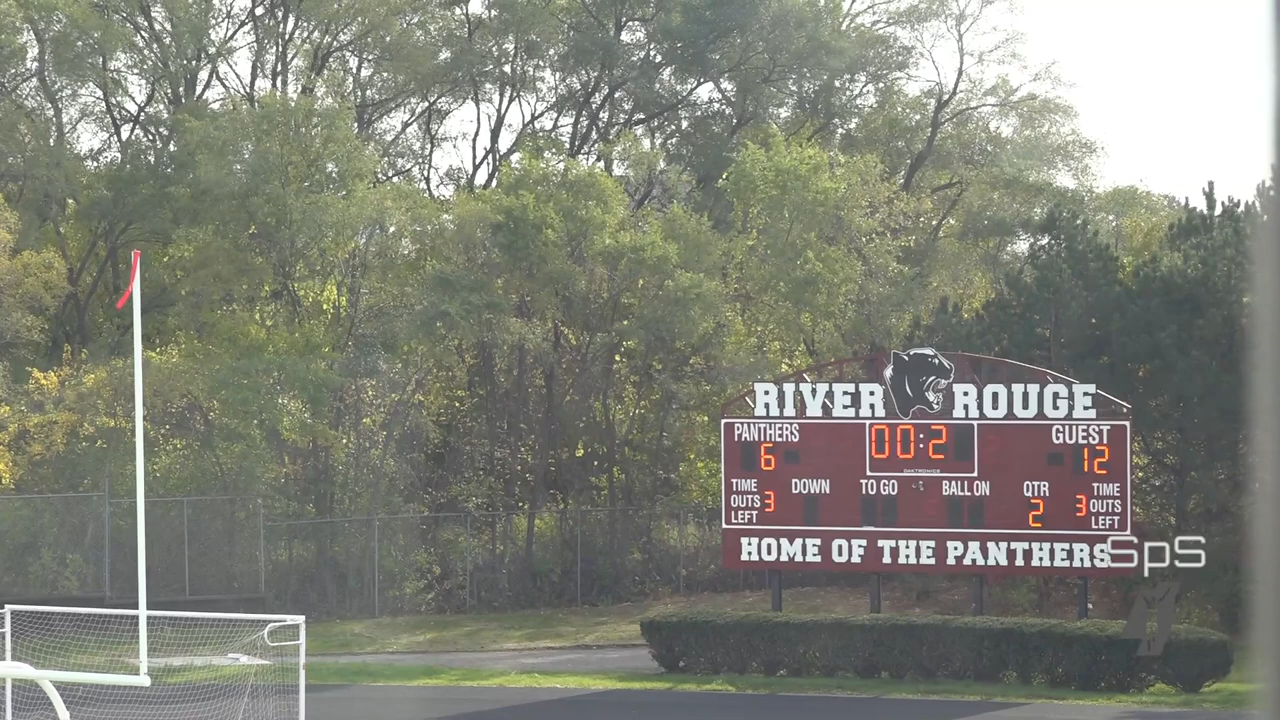 RIVER ROUGE
PANTHERS 00:2 GUEST
6 12
DAKTRONICS
TIME OUTS LEFT 3 DOWN TO GO BALL ON QTR 2 3 TIME OUTS LEFT
HOME OF THE PANTHERS
SpS